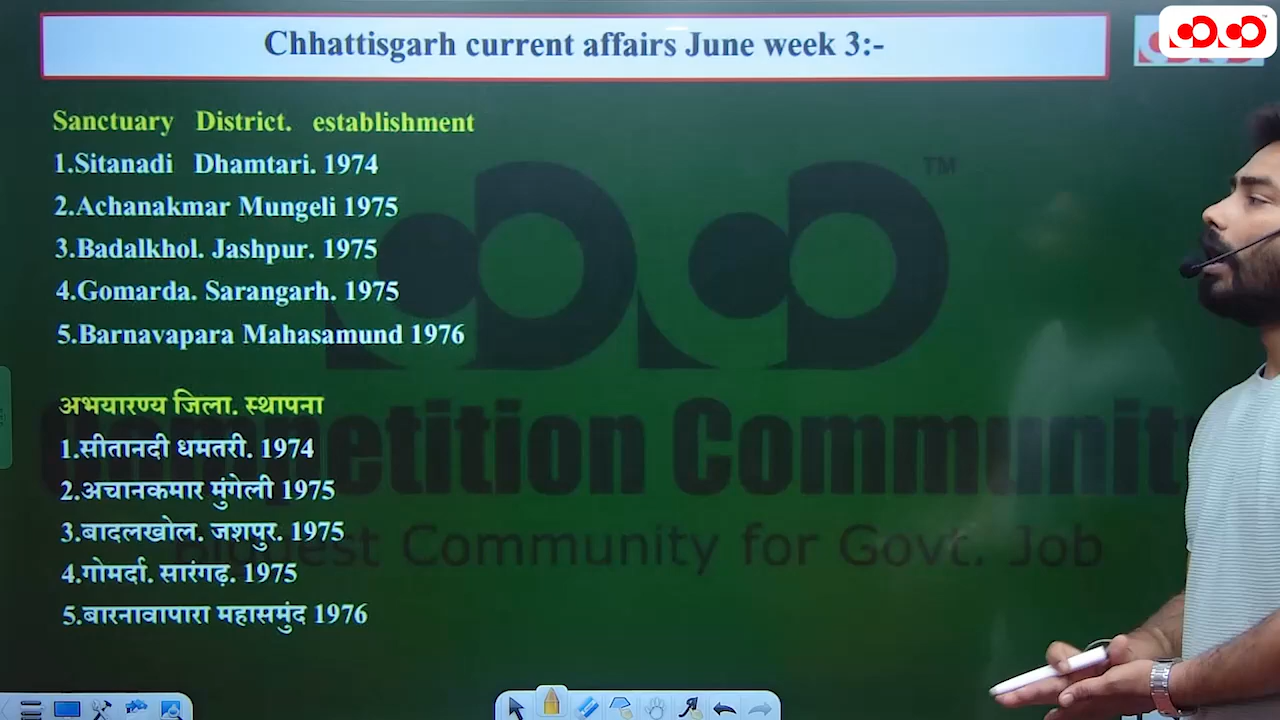 Chhattisgarh current affairs June week 3:-
Sanctuary District. establishment
1.Sitanadi Dhamtari. 1974
2.Achanakmar Mungeli 1975
3.Badalkhol. Jashpur. 1975
4.Gomarda. Sarangarh. 1975
5.Barnavapara Mahasamund 1976
अभयारण्य जिला. स्थापना
1.सीतानदी धमतरी. 1974
2.अचानकमार मुंगेली 1975
3.बादलखोल. जशपुर. 1975
4.गोमर्दा. सारंगढ़. 1975
5.बारनावापारा महासमुंद 1976
TM
Competition Community
Biggest Community for Govt. Job